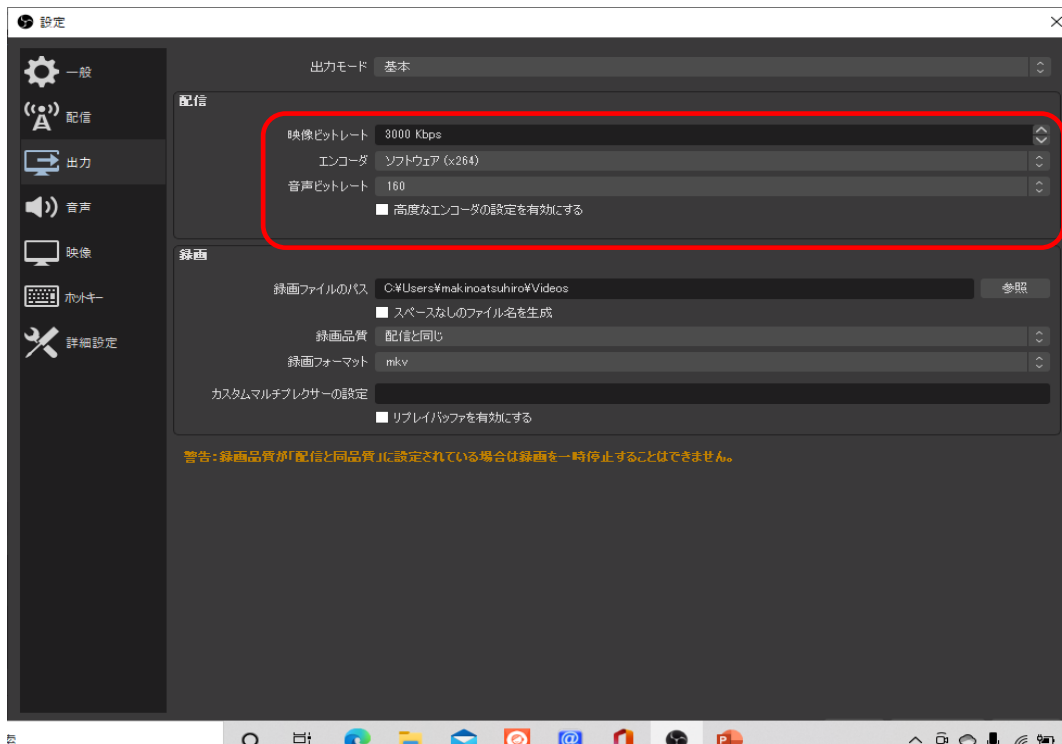 設定
一般
配信
出力
音声
映像
ホットキー
詳細設定
出力モード 基本
配信
映像ビットレート 3000 Kbps
エンコーダ ソフトウェア (x264)
音声ビットレート 160
高度なエンコーダの設定を有効にする
録画
録画ファイルのパス C:¥Users¥makinoatsuhiro¥Videos 参照
スペースなしのファイル名を生成
録画品質 配信と同じ
録画フォーマット mkv
カスタムマルチプレクサーの設定
リプレイバッファを有効にする
警告:録画品質が「配信と同品質」に設定されている場合は録画を一時停止することはできません。